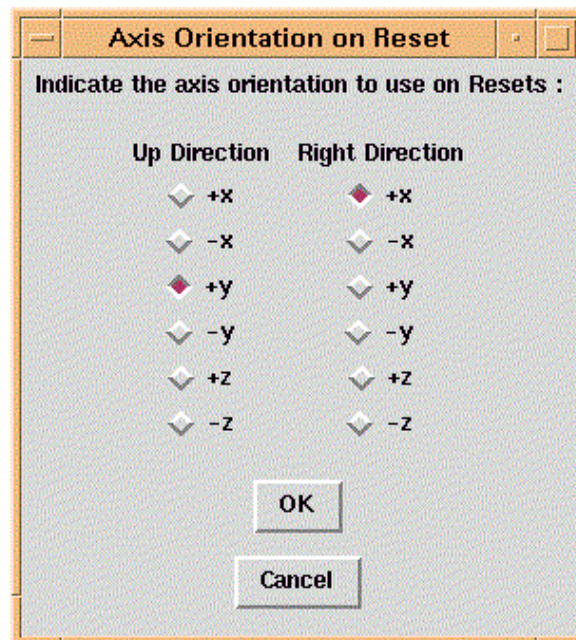 Axis Orientation on Reset
Indicate the axis orientation to use on Resets :
Up Direction Right Direction
+x +x
-x -x
+y +y
-y -y
+z +z
-z -z
OK
Cancel